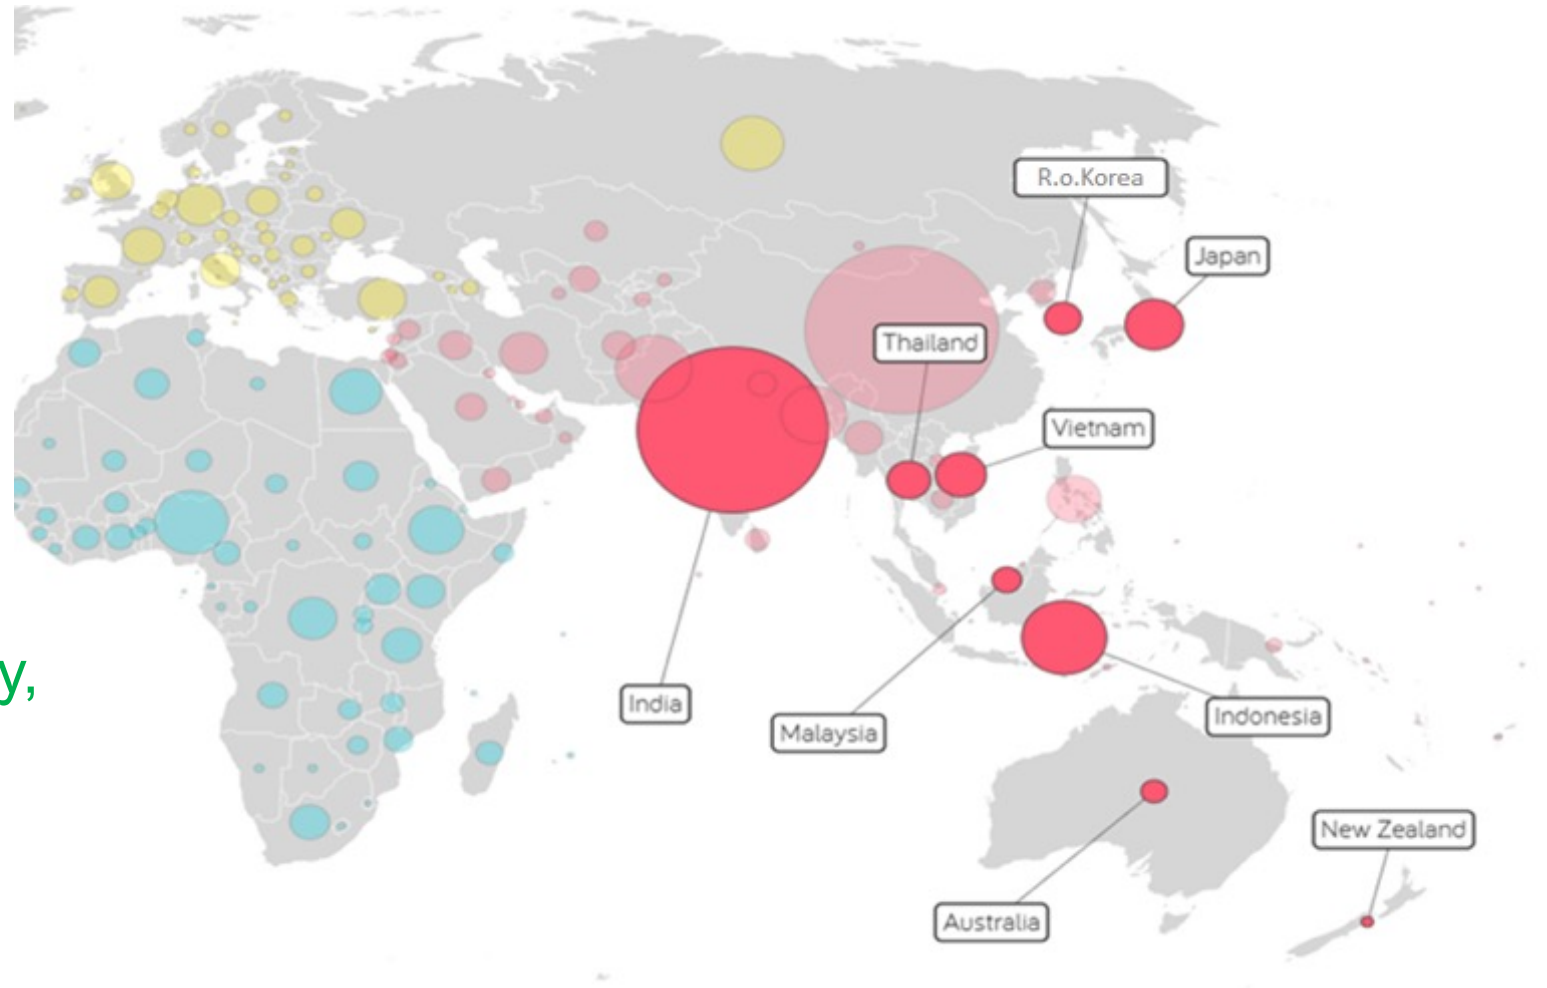 R.o.Korea
Japan
Thailand
Vietnam
y,
India
Malaysia
Indonesia
New Zealand
Australia